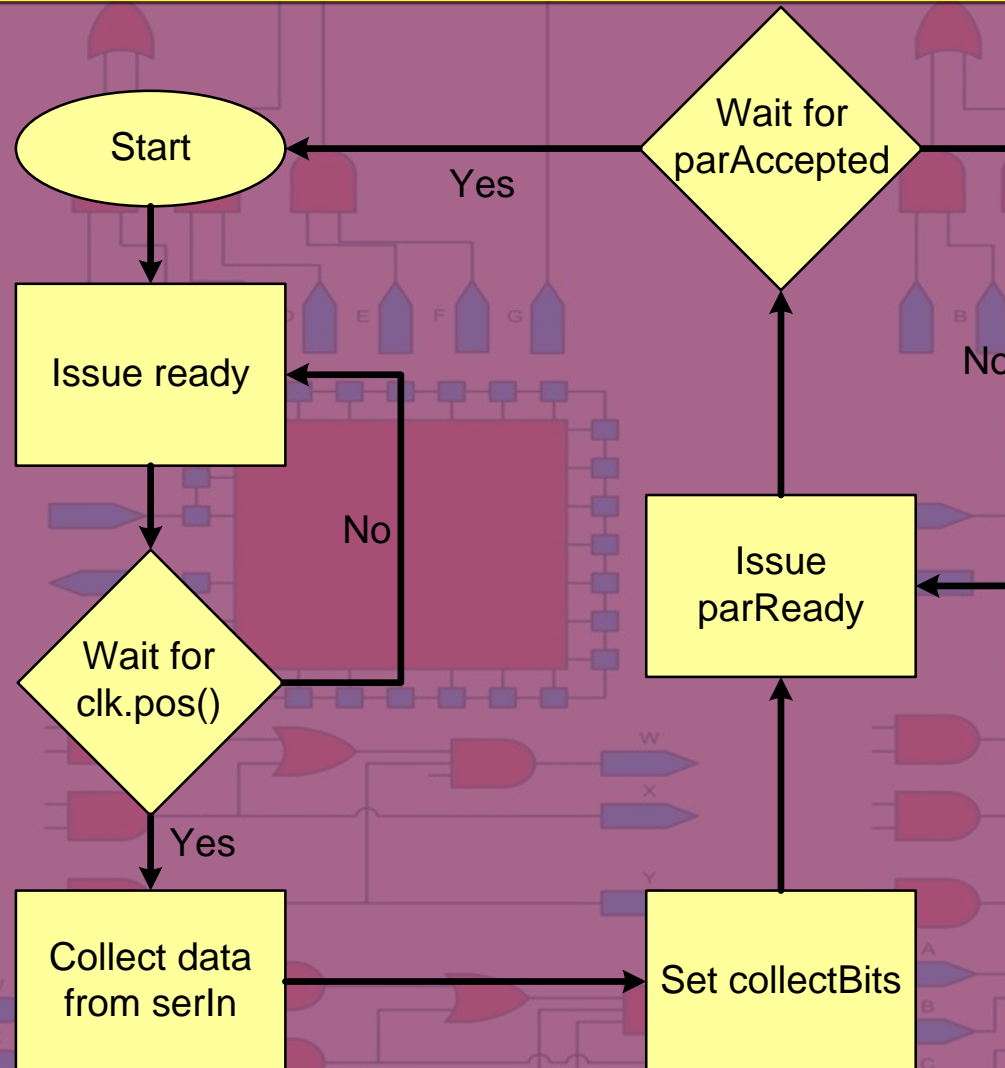 Start
Wait for
parAccepted
Yes
Issue ready
No
No
Wait for
clk.pos()
Issue
parReady
Yes
Collect data
from serIn
Set collectBits
D
E
F
G
B
W
X
Y
A
B
C